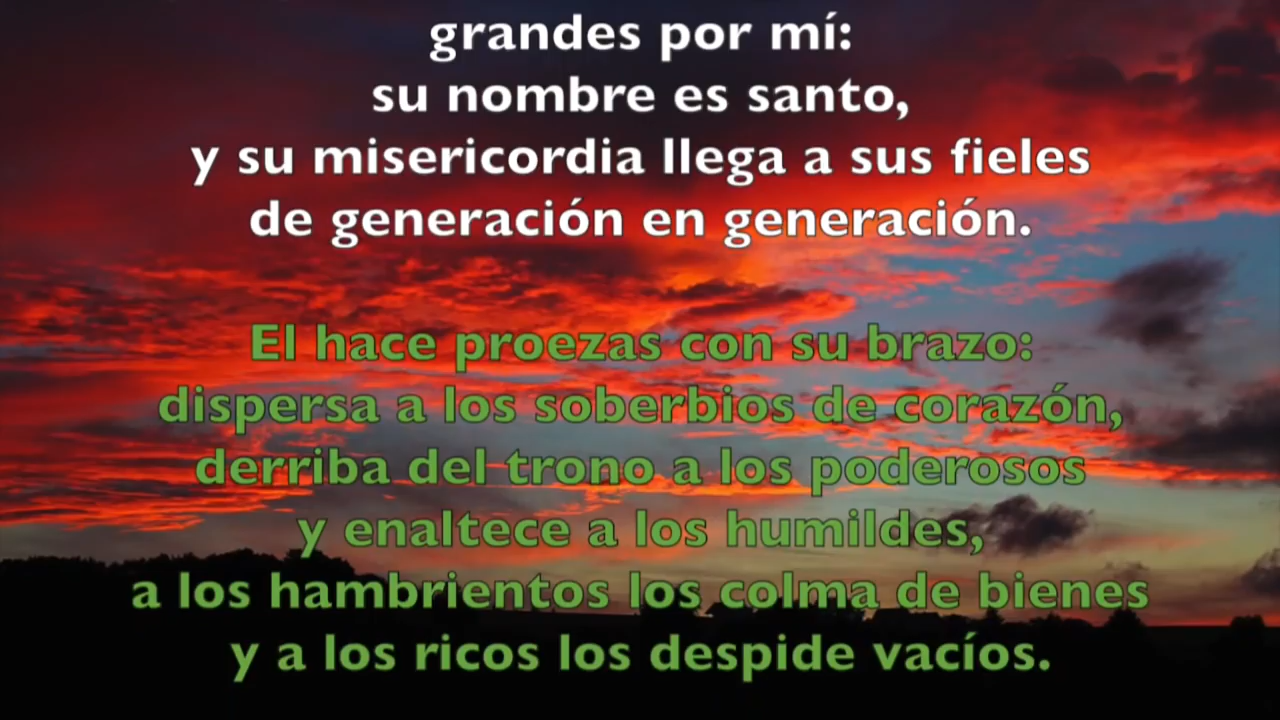 grandes por mí:
su nombre es santo,
y su misericordia llega a sus fieles
de generación en generación.
El hace proezas con su brazo:
dispersa a los soberbios de corazón,
derriba del trono a los poderosos
y enaltece a los humildes,
a los hambrientos los colma de bienes
y a los ricos los despide vacíos.